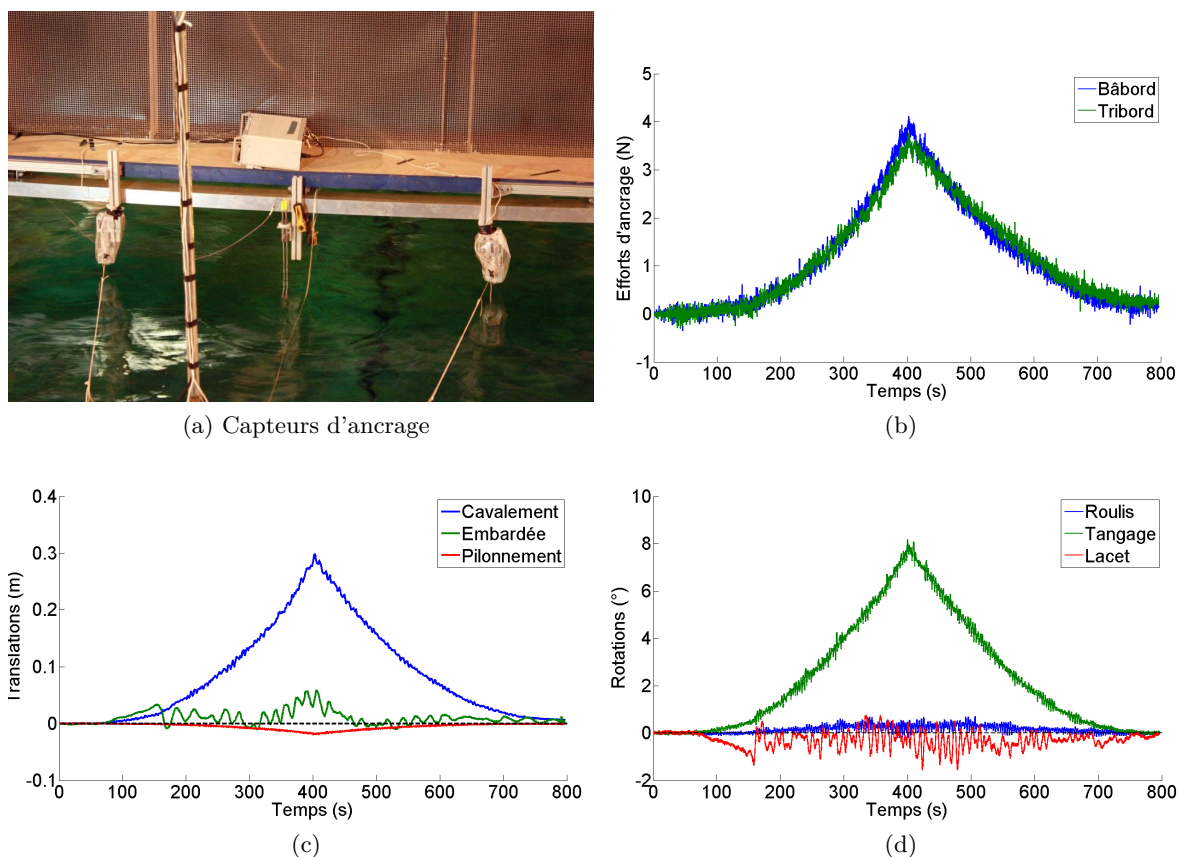 (a) Capteurs d'ancrage
5
4
3
2
1
0
-1
Efforts d'ancrage (N)
Bâbord
Tribord
0 100 200 300 400 500 600 700 800
Temps (s)
(b)
0.4
0.3
0.2
0.1
0
-0.1
Translations (m)
Cavalement
Embardée
Pilonnement
0 100 200 300 400 500 600 700 800
Temps (s)
(c)
10
8
6
4
2
0
-2
Rotations (°)
Roulis
Tangage
Lacet
0 100 200 300 400 500 600 700 800
Temps (s)
(d)